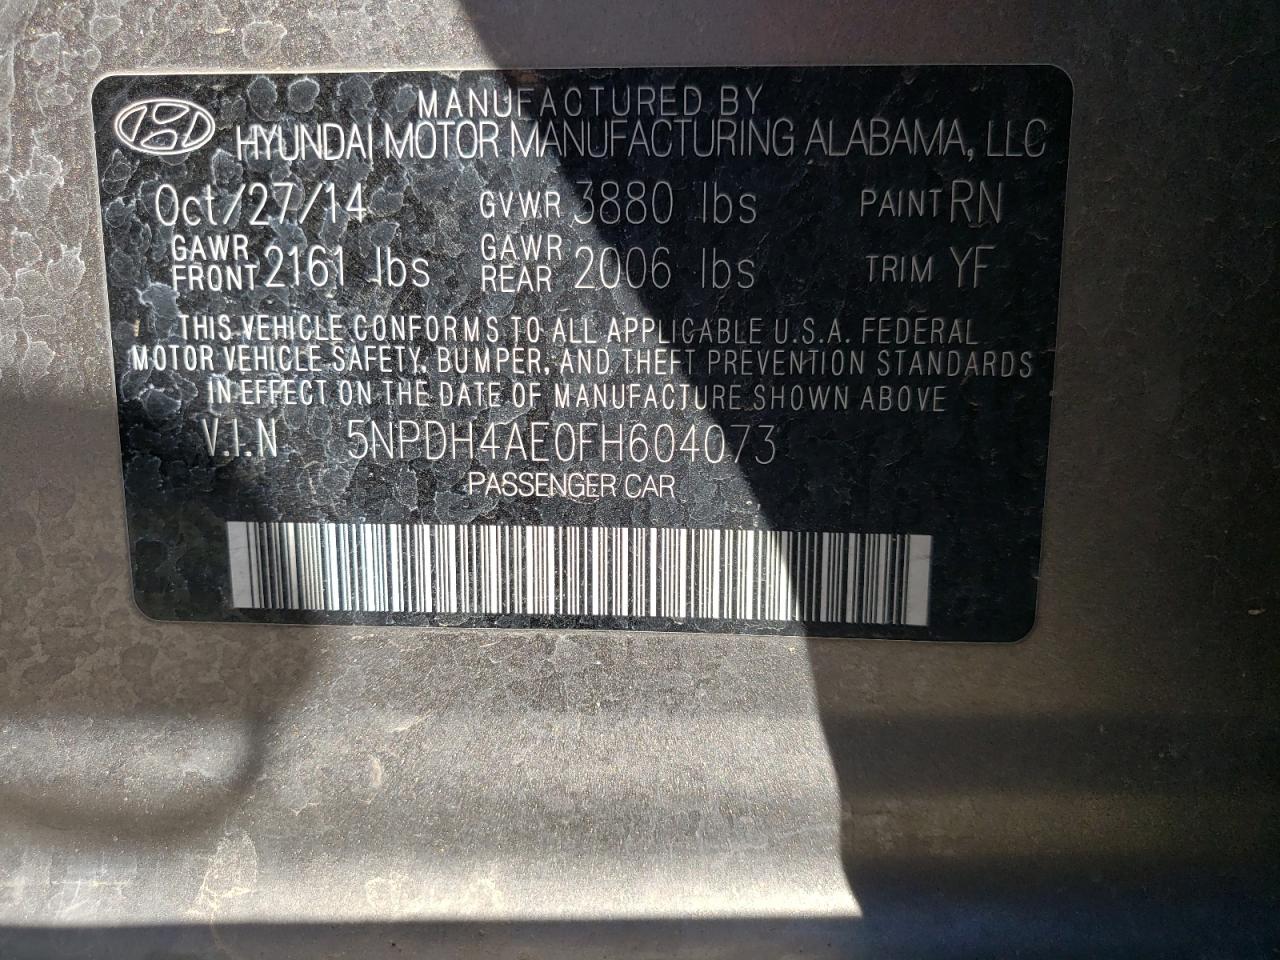 MANUFACTURED BY
HYUNDAI MOTOR MANUFACTURING ALABAMA, LLC
Oct/27/14 GVWR 3880 lbs PAINT RN
GAWR FRONT 2161 lbs GAWR REAR 2006 lbs TRIM YF
THIS VEHICLE CONFORMS TO ALL APPLICABLE U.S.A. FEDERAL
MOTOR VEHICLE SAFETY, BUMPER, AND THEFT PREVENTION STANDARDS
IN EFFECT ON THE DATE OF MANUFACTURE SHOWN ABOVE
V.I.N 5NPDH4AE0FH604073
PASSENGER CAR